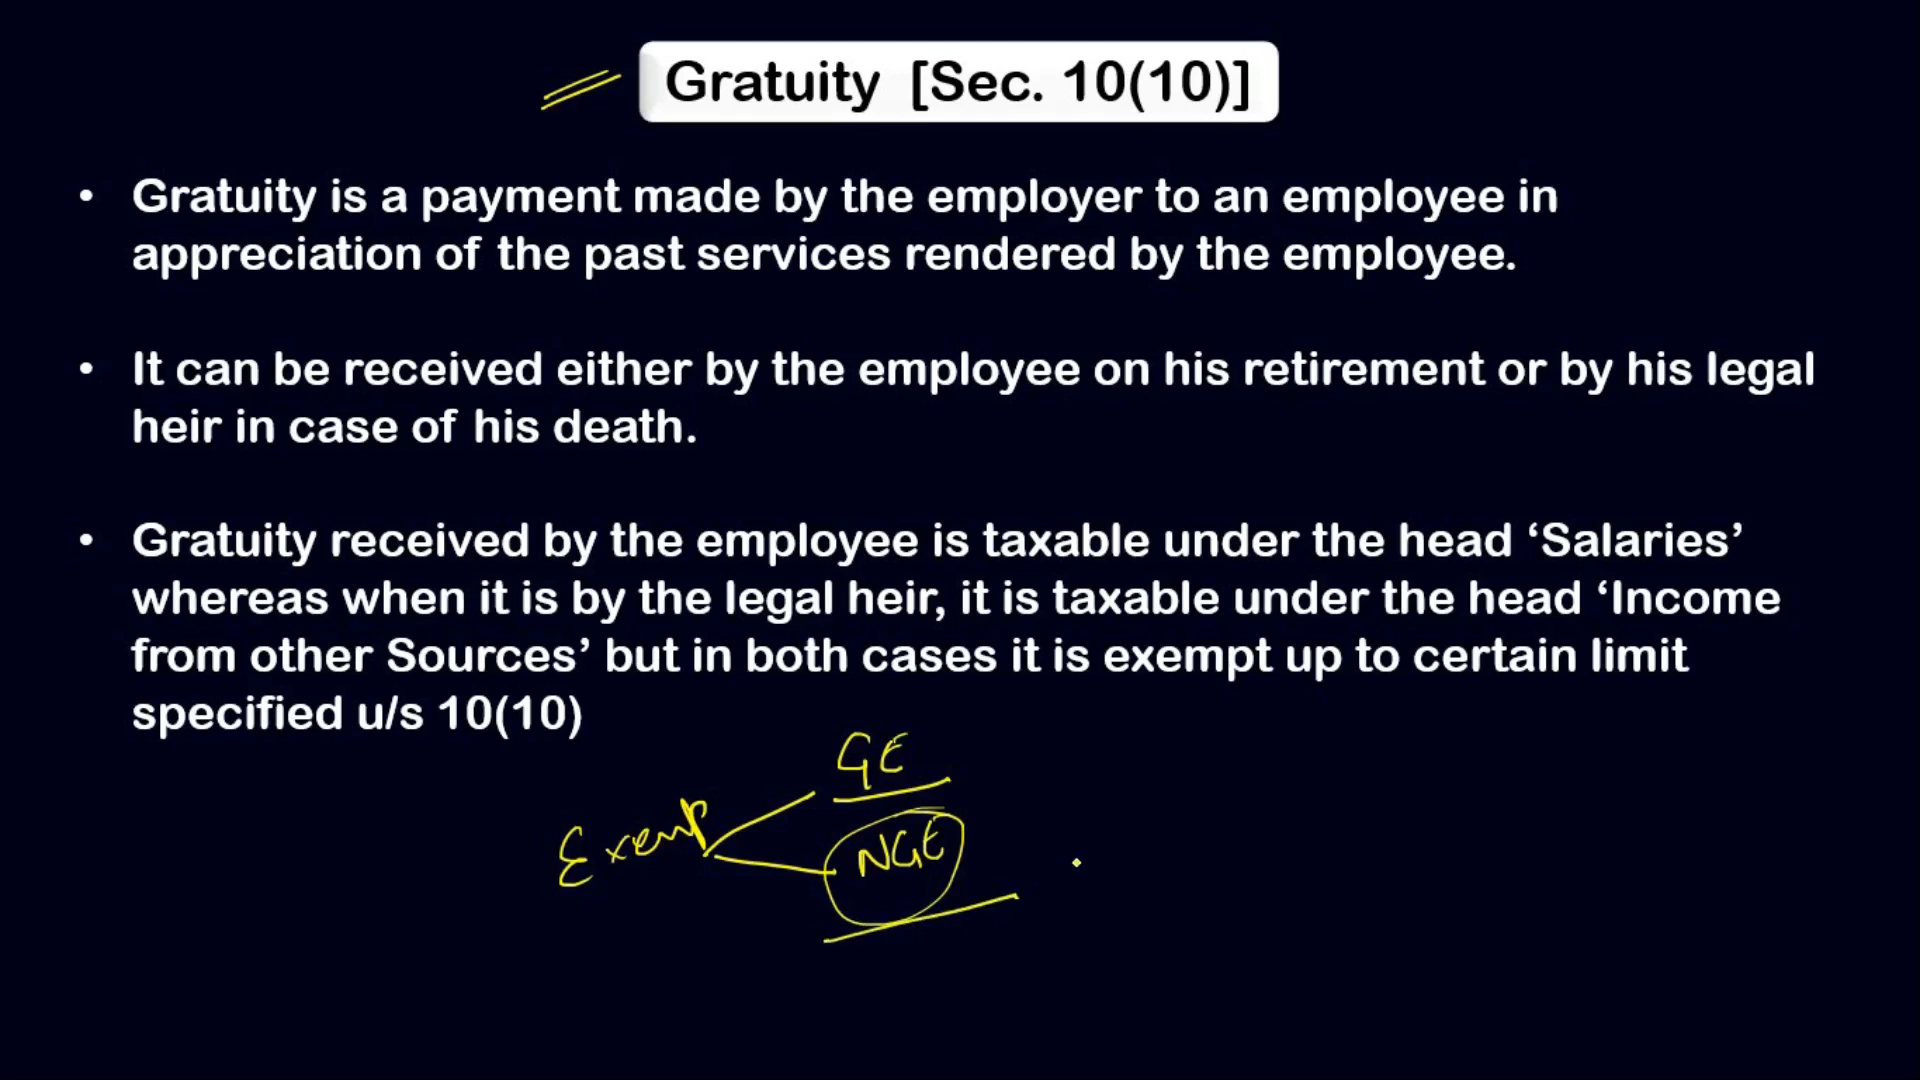 Gratuity [Sec. 10(10)]
• Gratuity is a payment made by the employer to an employee in
appreciation of the past services rendered by the employee.
• It can be received either by the employee on his retirement or by his legal
heir in case of his death.
• Gratuity received by the employee is taxable under the head ‘Salaries’
whereas when it is by the legal heir, it is taxable under the head ‘Income
from other Sources’ but in both cases it is exempt up to certain limit
specified u/s 10(10)
GE
Exemp
NGE